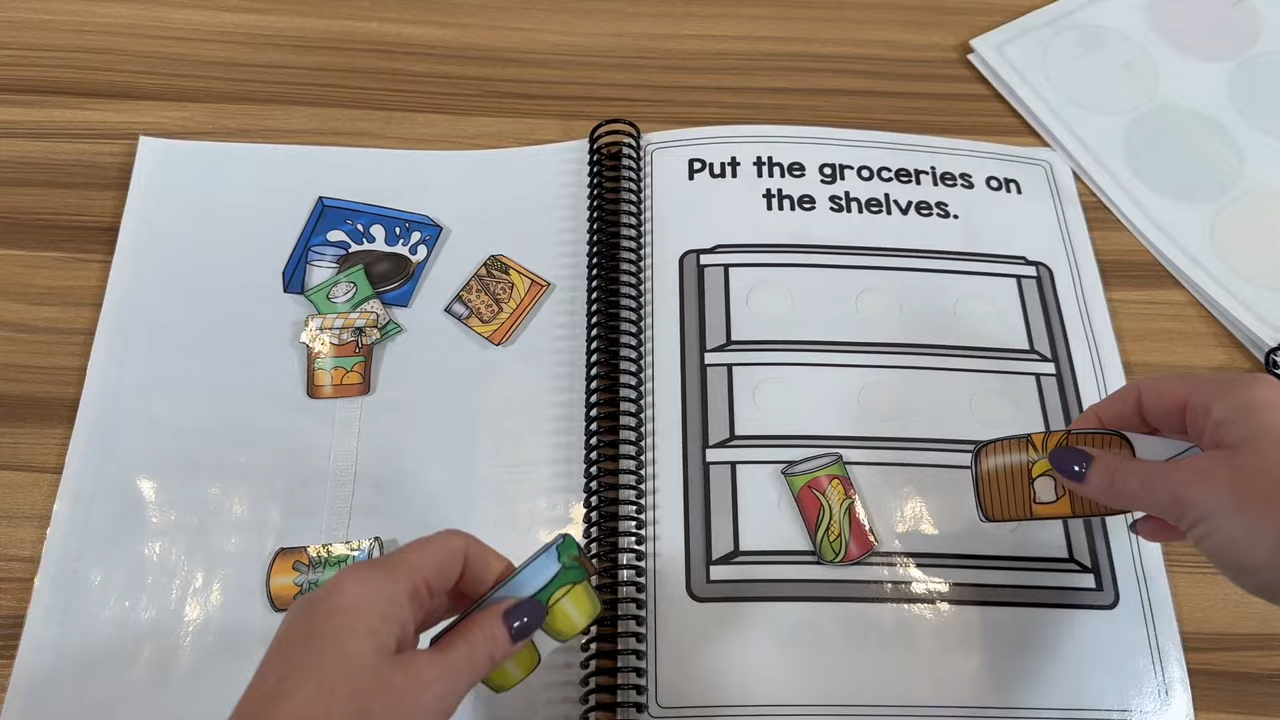 Put the groceries on
the shelves.